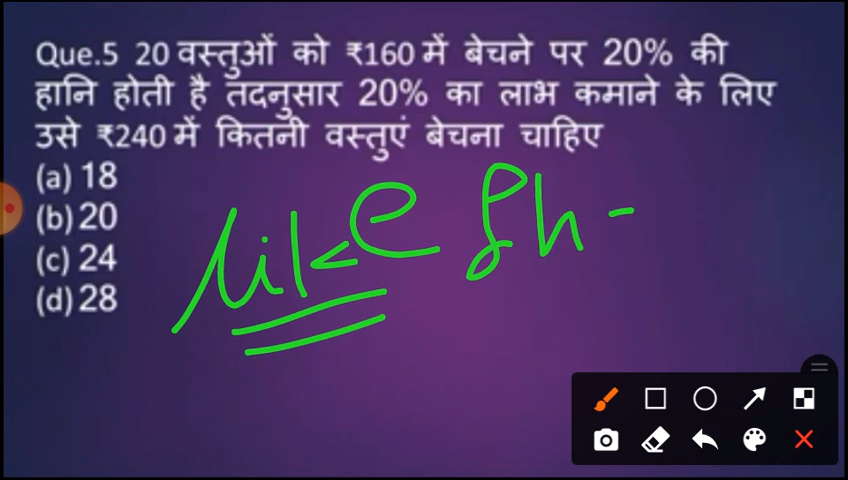 Que.5 20 वस्तुओं को ₹160 में बेचने पर 20% की
हानि होती है तदनुसार 20% का लाभ कमाने के लिए
उसे ₹240 में कितनी वस्तुएं बेचना चाहिए
(a) 18
(b) 20
(c) 24
(d) 28
like